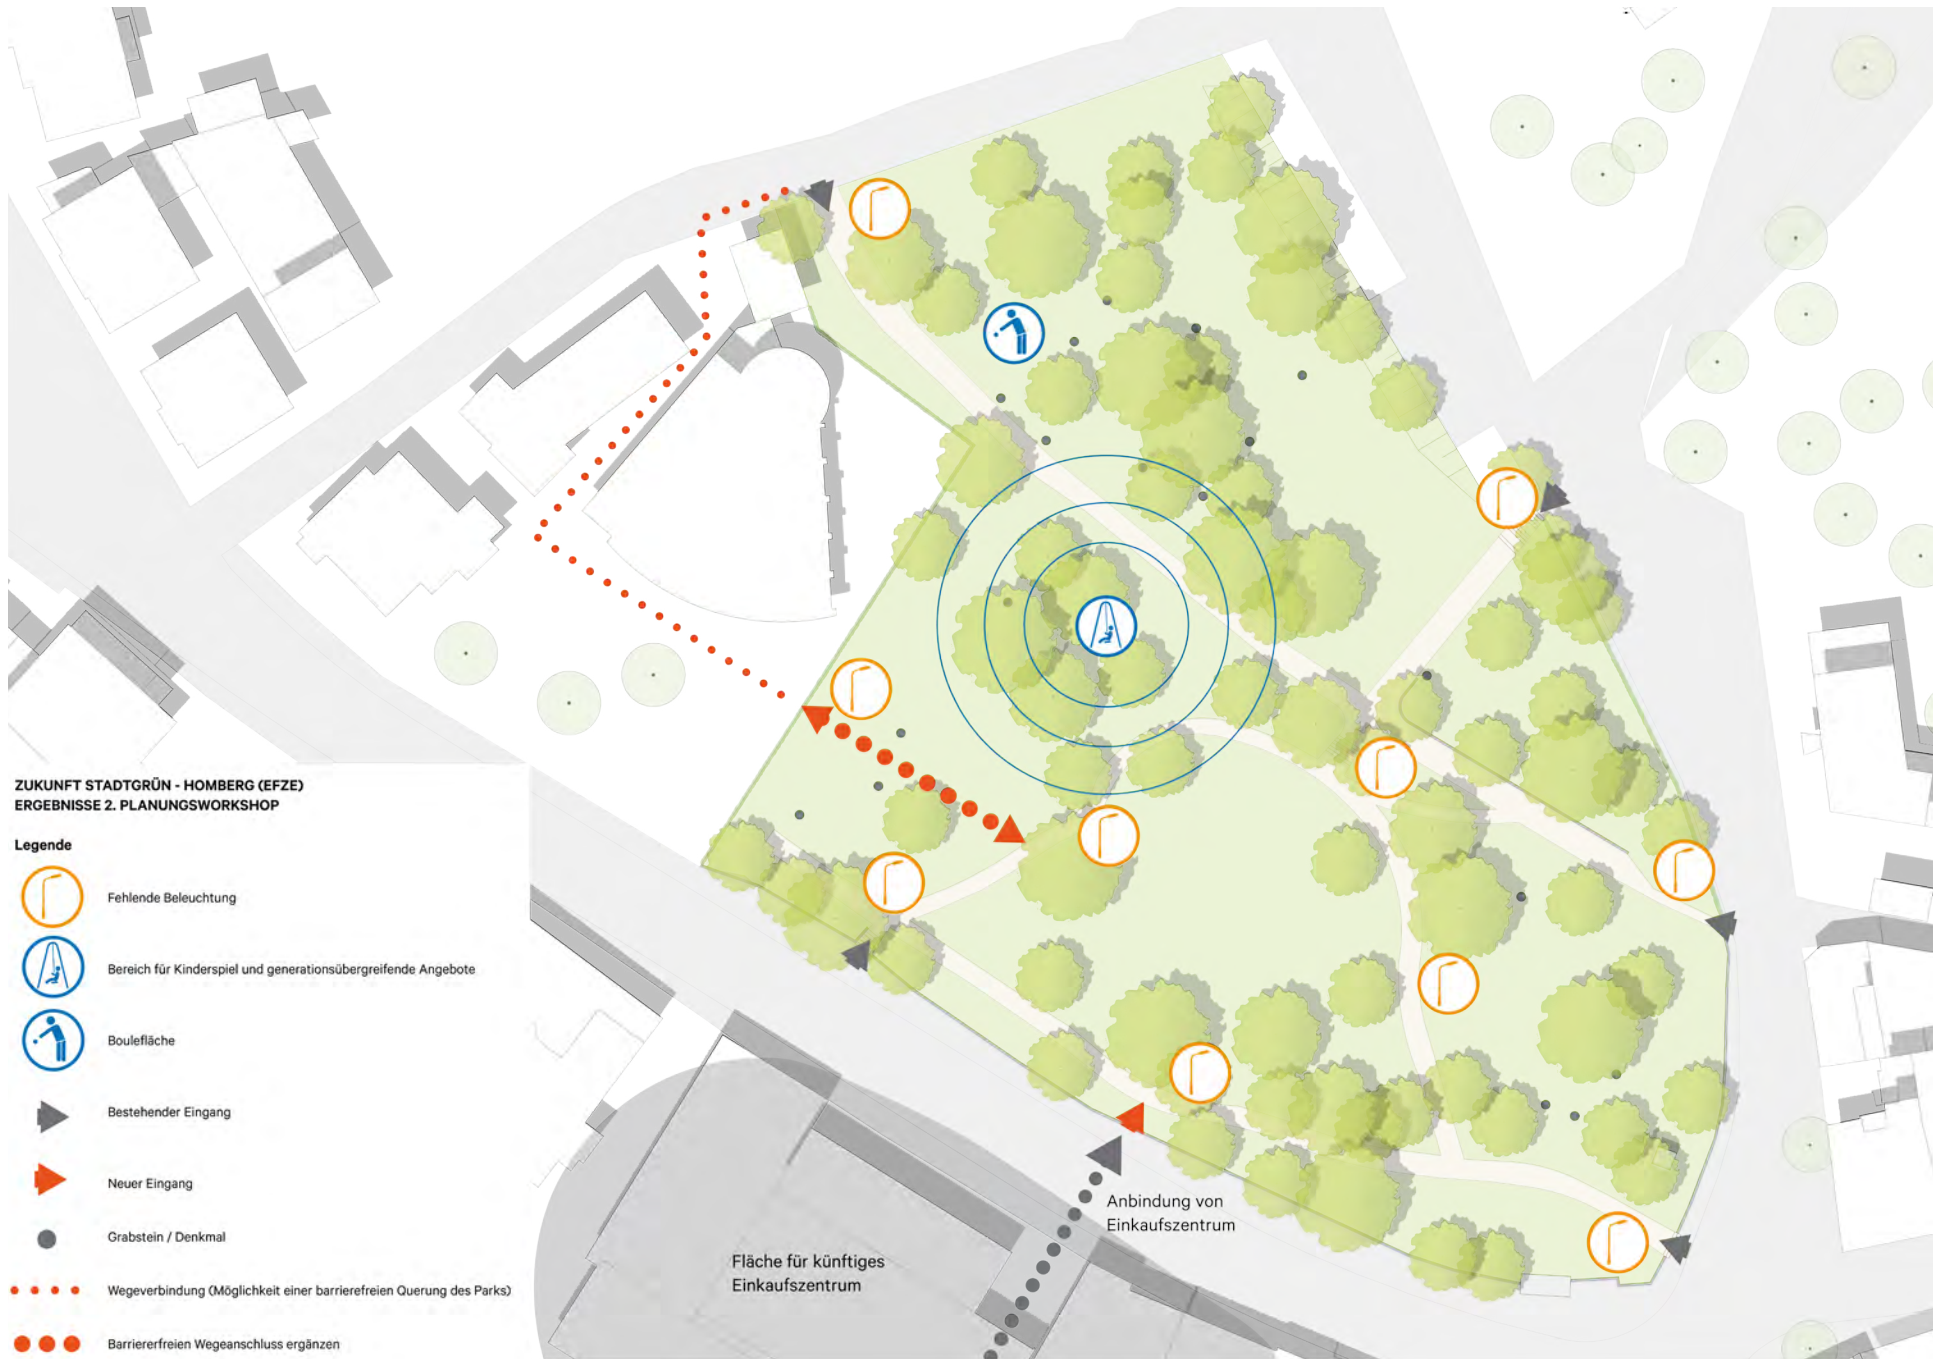 ZUKUNFT STADTGRÜN - HOMBERG (EFZE)
ERGEBNISSE 2. PLANUNGSWORKSHOP
Legende
Fehlende Beleuchtung
Bereich für Kinderspiel und generationsübergreifende Angebote
Boulefläche
Bestehender Eingang
Neuer Eingang
Grabstein / Denkmal
Wegeverbindung (Möglichkeit einer barrierefreien Querung des Parks)
Barriererfreien Wegeanschluss ergänzen
Anbindung von
Einkaufszentrum
Fläche für künftiges
Einkaufszentrum